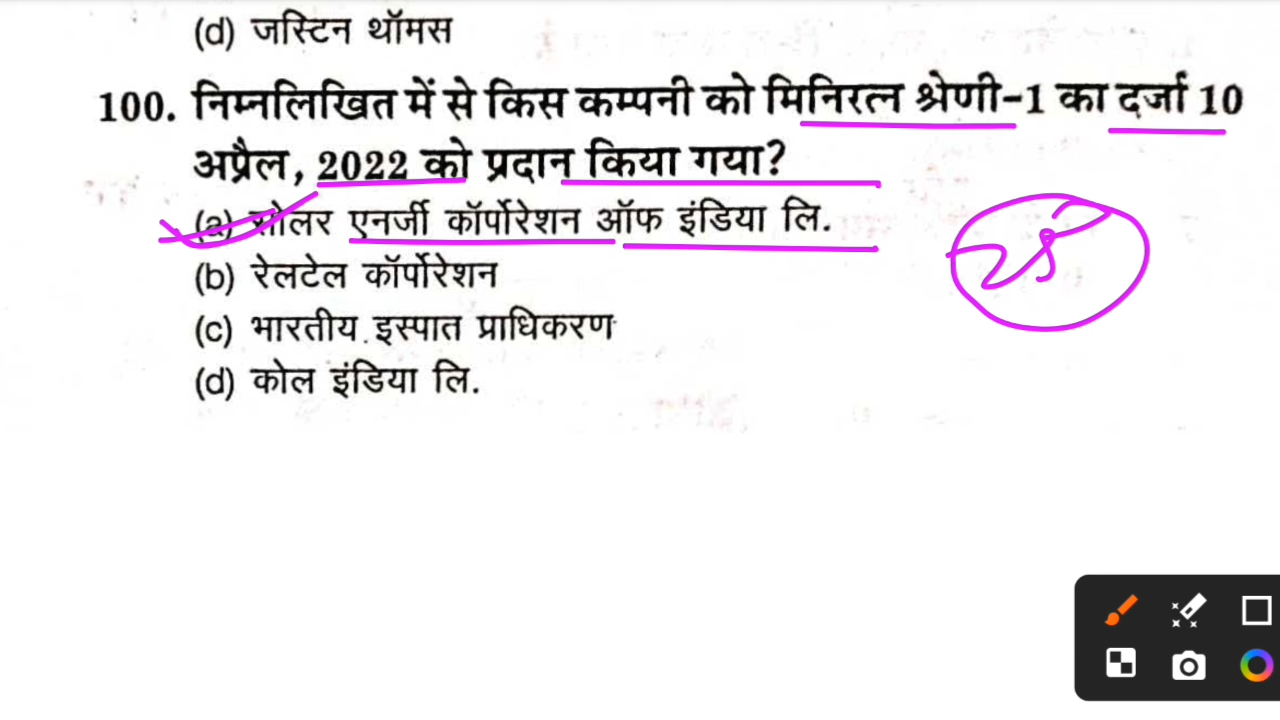 (d) जस्टिन थॉमस
100. निम्नलिखित में से किस कम्पनी को मिनिरत्न श्रेणी-1 का दर्जा 10
अप्रैल, 2022 को प्रदान किया गया?
(a) सोलर एनर्जी कॉर्पोरेशन ऑफ इंडिया लि.
(b) रेलटेल कॉर्पोरेशन
(c) भारतीय इस्पात प्राधिकरण
(d) कोल इंडिया लि.